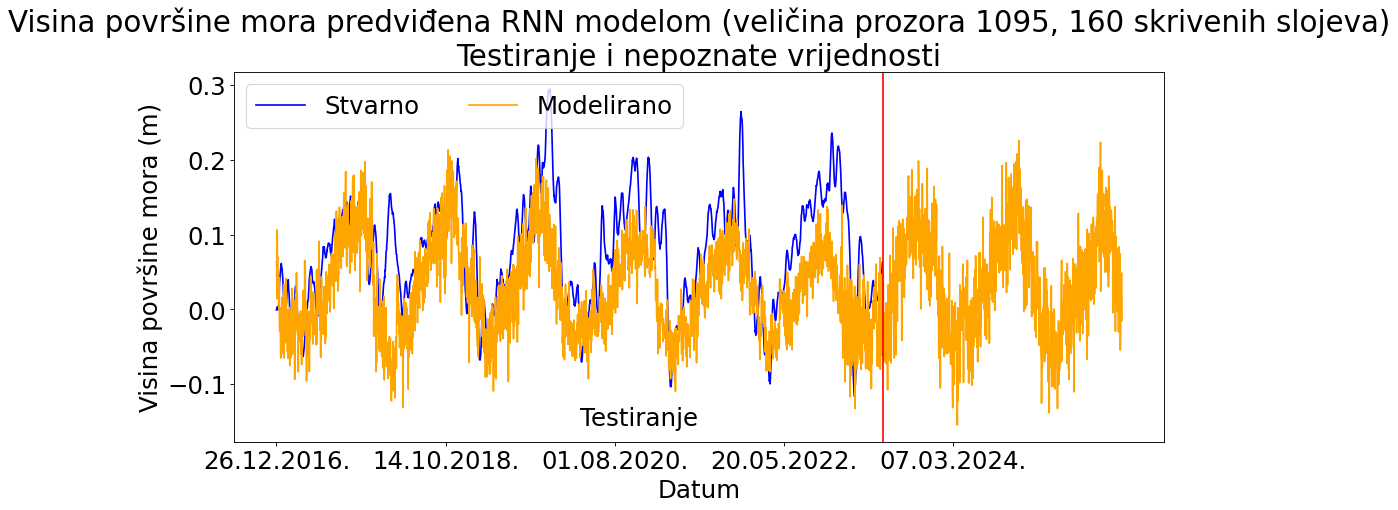 Visina površine mora predviđena RNN modelom (veličina prozora 1095, 160 skrivenih slojeva)
Testiranje i nepoznate vrijednosti
Stvarno
Modelirano
Visina površine mora (m)
0.3
0.2
0.1
0.0
−0.1
Testiranje
26.12.2016.
14.10.2018.
01.08.2020.
20.05.2022.
07.03.2024.
Datum